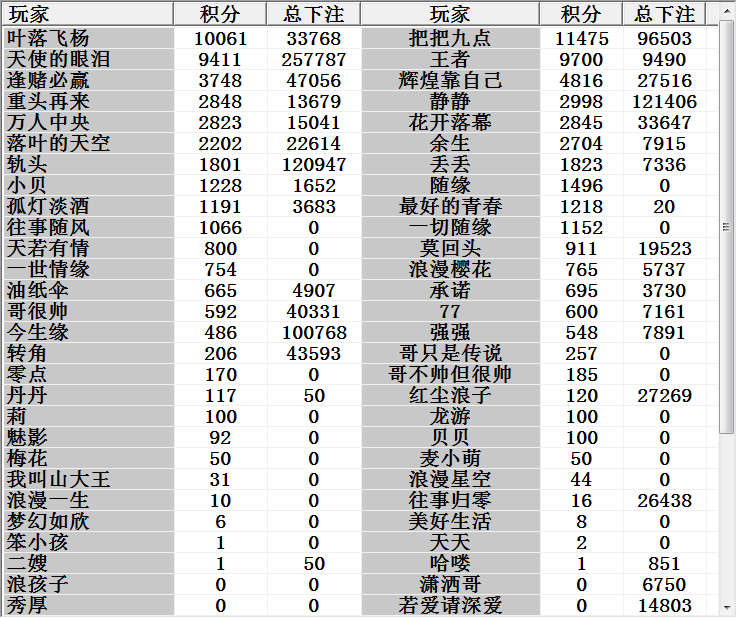 玩家 积分 总下注 玩家 积分 总下注
叶落飞杨 10061 33768 把把九点 11475 96503
天使的眼泪 9411 257787 王者 9700 9490
逢赌必赢 3748 47056 辉煌靠自己 4816 27516
重头再来 2848 13679 静静 2998 121406
万人中央 2823 15041 花开落幕 2845 33647
落叶的天空 2202 22614 余生 2704 7915
轨头 1801 120947 丢丢 1823 7336
小贝 1228 1652 随缘 1496 0
孤灯淡酒 1191 3683 最好的青春 1218 20
往事随风 1066 0 一切随缘 1152 0
天若有情 800 0 莫回头 911 19523
一世情缘 754 0 浪漫樱花 765 5737
油纸伞 665 4907 承诺 695 3730
哥很帅 592 40331 77 600 7161
今生缘 486 100768 强强 548 7891
转角 206 43593 哥只是传说 257 0
零点 170 0 哥不帅但很帅 185 0
丹丹 117 50 红尘浪子 120 27269
莉 100 0 龙游 100 0
魅影 92 0 贝贝 100 0
梅花 50 0 麦小萌 50 0
我叫山大王 31 0 浪漫星空 44 0
浪漫一生 10 0 往事归零 16 26438
梦幻如欣 6 0 美好生活 8 0
笨小孩 1 0 天天 2 0
二嫂 1 50 哈喽 1 851
浪孩子 0 0 潇洒哥 0 6750
秀厚 0 0 若爱请深爱 0 14803